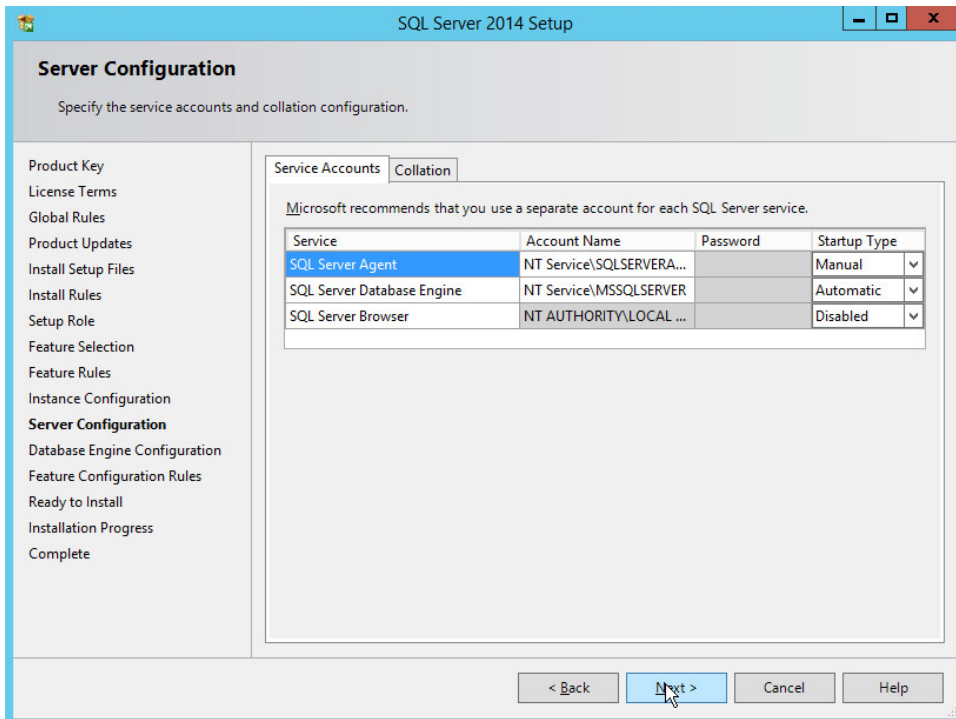 SQL Server 2014 Setup
Server Configuration
Specify the service accounts and collation configuration.
Product Key
License Terms
Global Rules
Product Updates
Install Setup Files
Install Rules
Setup Role
Feature Selection
Feature Rules
Instance Configuration
Server Configuration
Database Engine Configuration
Feature Configuration Rules
Ready to Install
Installation Progress
Complete
Service Accounts Collation
Microsoft recommends that you use a separate account for each SQL Server service.
Service Account Name Password Startup Type
SQL Server Agent NT Service\SQLSERVERA... Manual
SQL Server Database Engine NT Service\MSSQLSERVER Automatic
SQL Server Browser NT AUTHORITY\LOCAL ... Disabled
< Back Next > Cancel Help